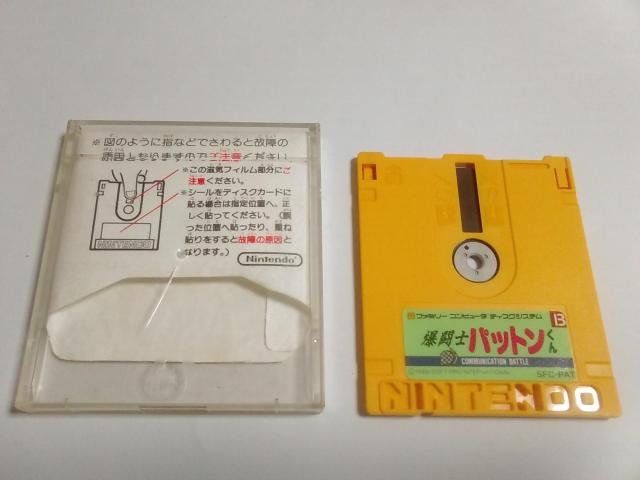 ※図のように指などでさわると故障の
原因となりますのでご注意ください。
※この磁気フィルム部分にご
注意ください。
※シールをディスクカードに
貼る場合は指定位置へ、正
しく貼ってください。(誤
った位置へ貼ったり、重ね
貼りをすると故障の原因と
なります。)
NINTENDO
Nintendo
ファミリー コンピュータ ディスクシステム
B
爆闘士パットンくん
COMMUNICATION BATTLE
SFC-PAT
NINTENDO